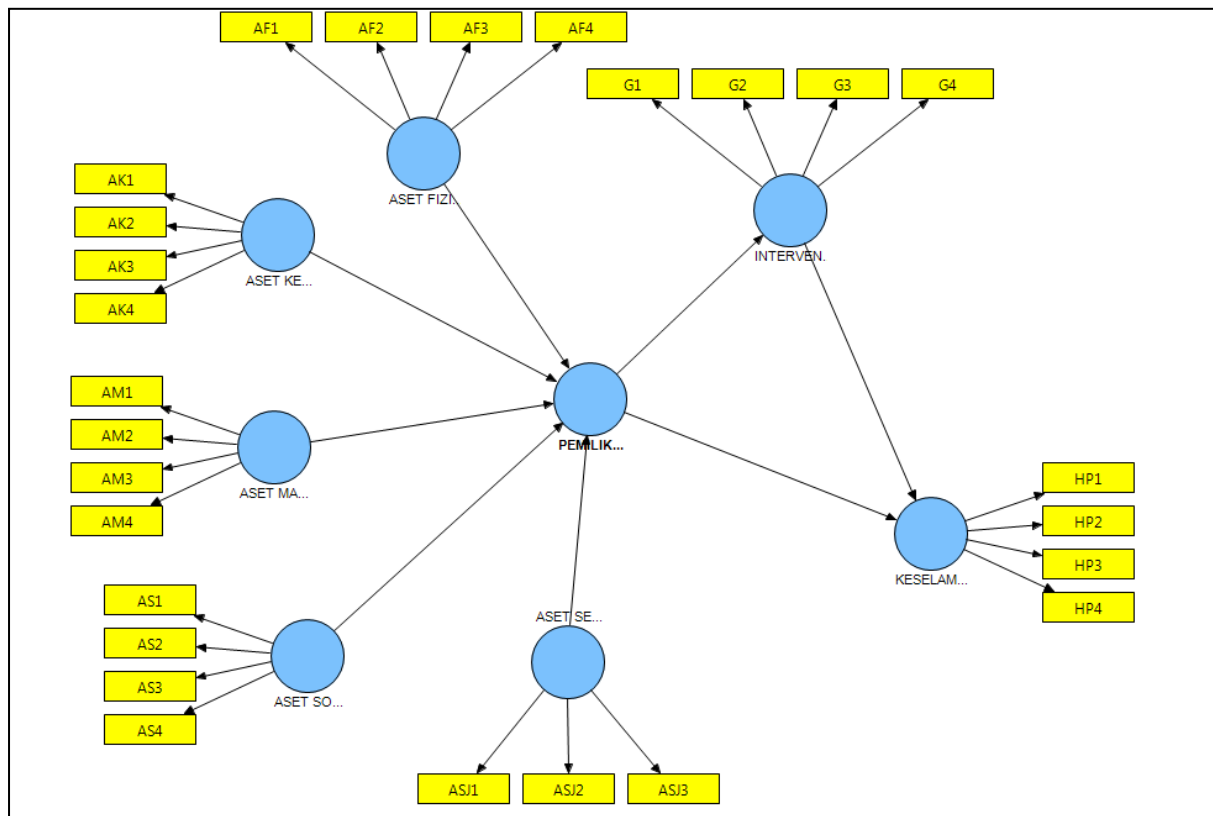 AF1 AF2 AF3 AF4
ASET FIZI.
G1 G2 G3 G4
INTERVEN.
AK1
AK2
AK3
AK4
ASET KE...
AM1
AM2
AM3
AM4
ASET MA...
PEMILIK...
AS1
AS2
AS3
AS4
ASET SO...
ASET SE...
ASJ1 ASJ2 ASJ3
KESELAM...
HP1
HP2
HP3
HP4